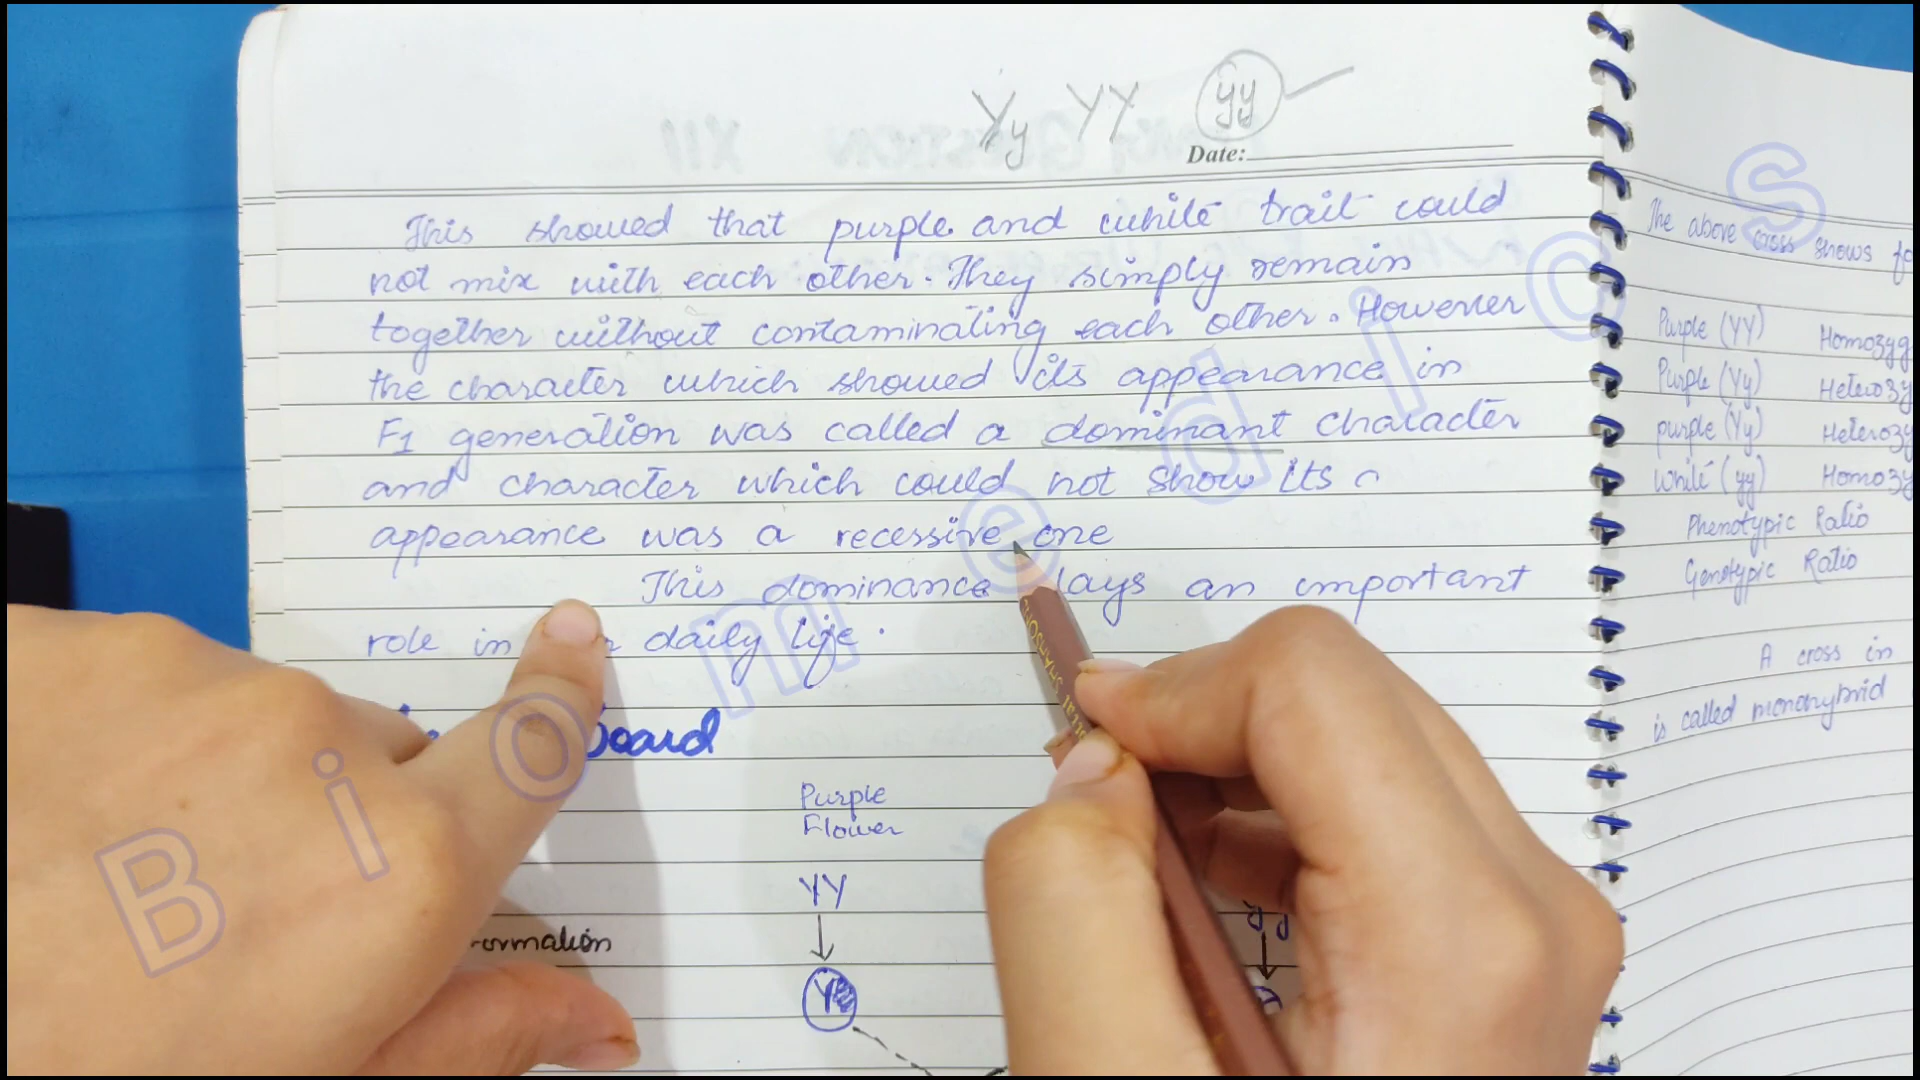 Yy YY yy
Date:
This showed that purple and white trait could
not mix with each other. They simply remain
together without contaminating each other. However
the character which showed its appearance in
F1 generation was called a dominant character
and character which could not show its
appearance was a recessive one
This dominance lays an important
role in daily life.
board
Purple
Flower
YY
ormation
Y
The above cross shows fo
Purple (YY) Homozyg
Purple (Yy) Heterozy
purple (Yy) Heterozy
White (yy) Homozy
Phenotypic Ratio
Genotypic Ratio
A cross in
is called monohybrid
Biomedios